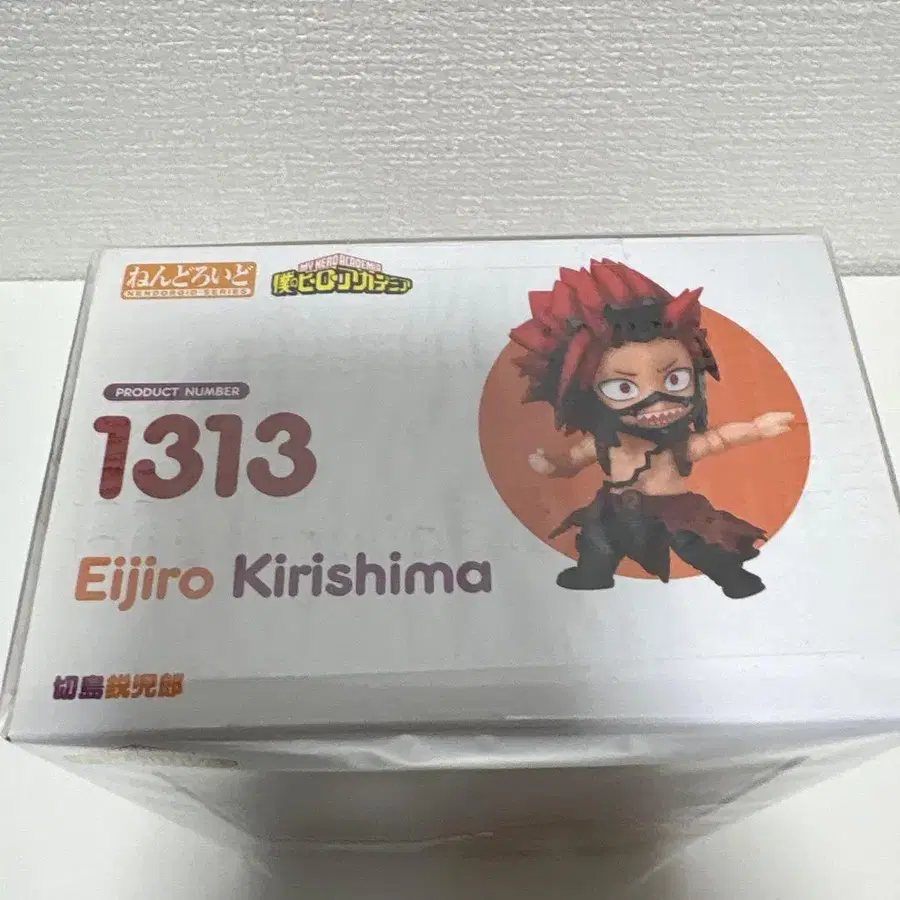 ねんどろいど
NENDOROID SERIES
MY HERO ACADEMIA
僕のヒーローアカデミア
PRODUCT NUMBER
1313
Eijiro Kirishima
切島鋭児郎